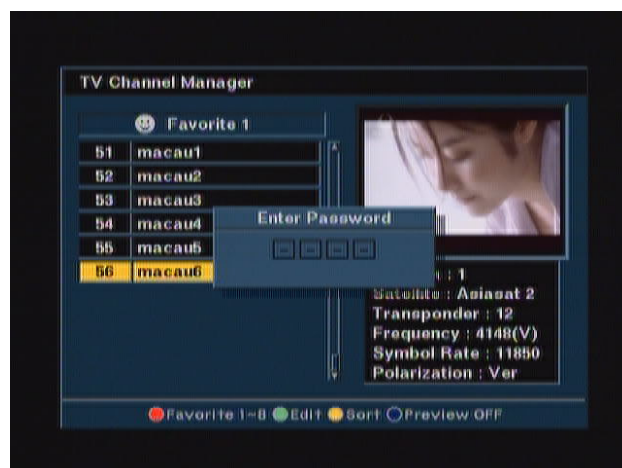 TV Channel Manager
Favorite 1
51 macau1
52 macau2
53 macau3
54 macau4
55 macau5
56 macau6
Enter Password
: 1
Satellite : Asiasat 2
Transponder : 12
Frequency : 4148(V)
Symbol Rate : 11850
Polarization : Ver
Favorite 1~8 Edit Sort Preview OFF